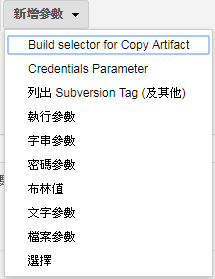 新增參數
Build selector for Copy Artifact
Credentials Parameter
列出 Subversion Tag (及其他)
執行參數
字串參數
密碼參數
布林值
文字參數
檔案參數
選擇